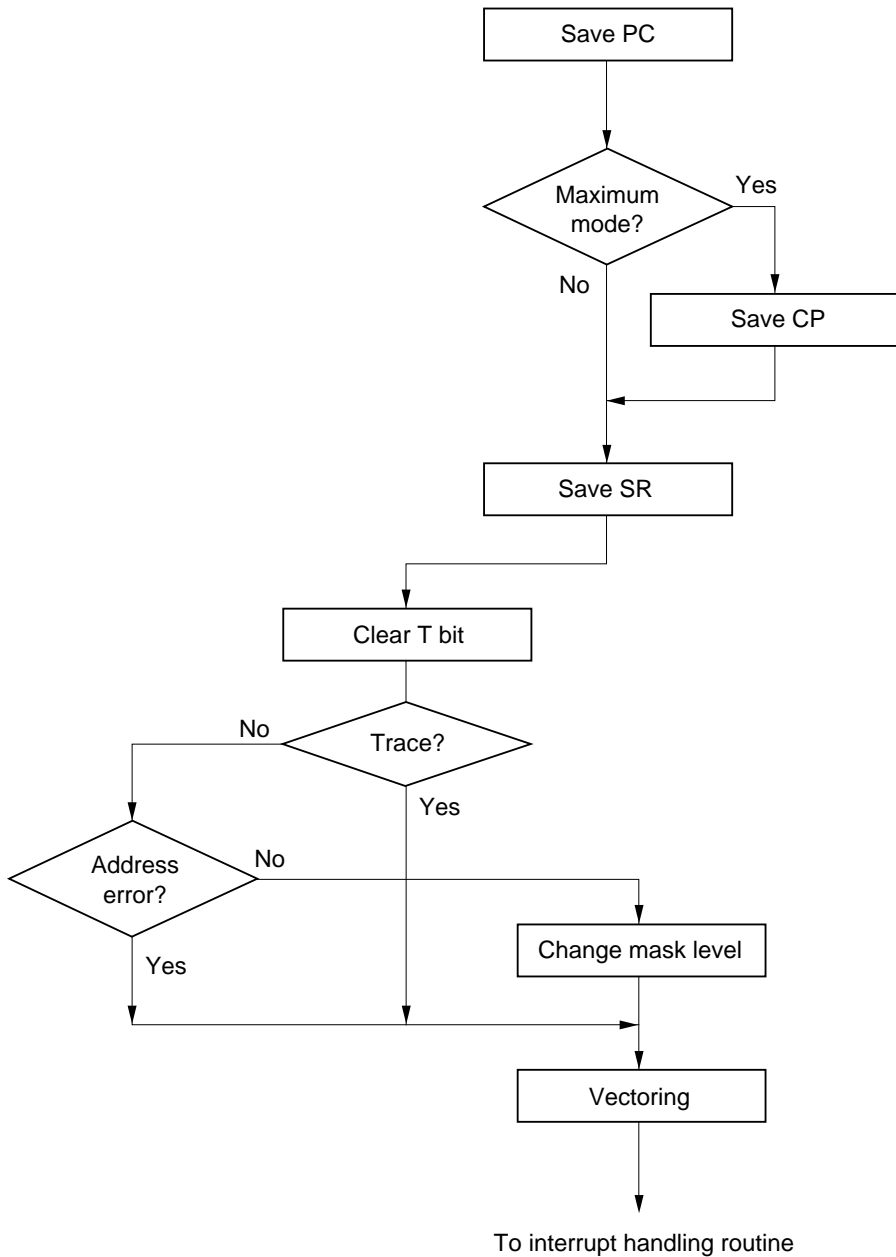 Save PC
Maximum
mode?
Yes
No
Save CP
Save SR
Clear T bit
No
Trace?
Yes
Address
error?
No
Yes
Change mask level
Vectoring
To interrupt handling routine